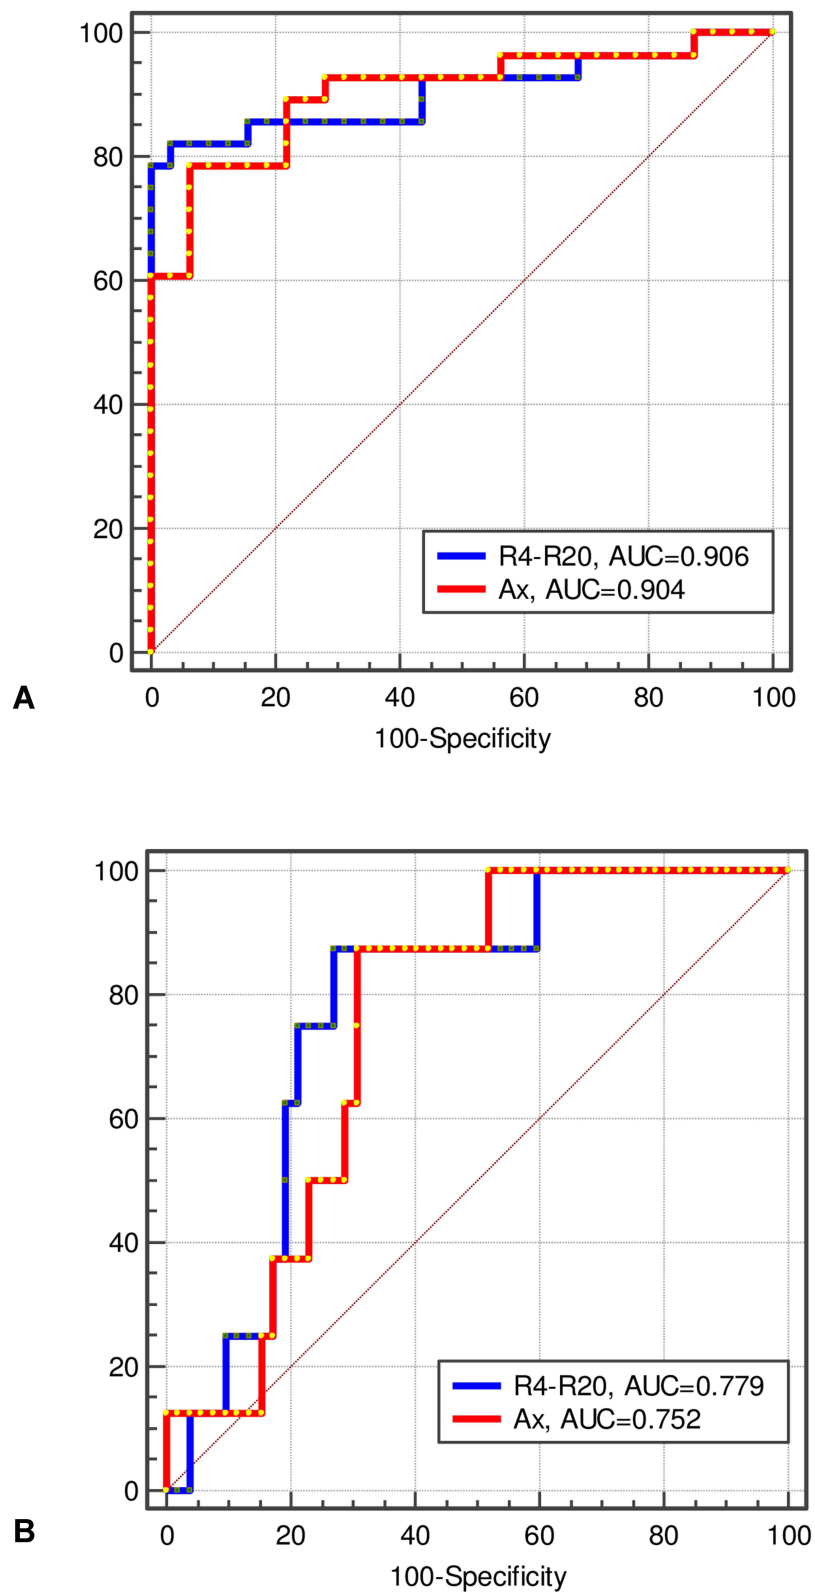 100
80
60
40
20
0
R4-R20, AUC=0.906
Ax, AUC=0.904
0 20 40 60 80 100
A
100-Specificity
100
80
60
40
20
0
R4-R20, AUC=0.779
Ax, AUC=0.752
0 20 40 60 80 100
B
100-Specificity